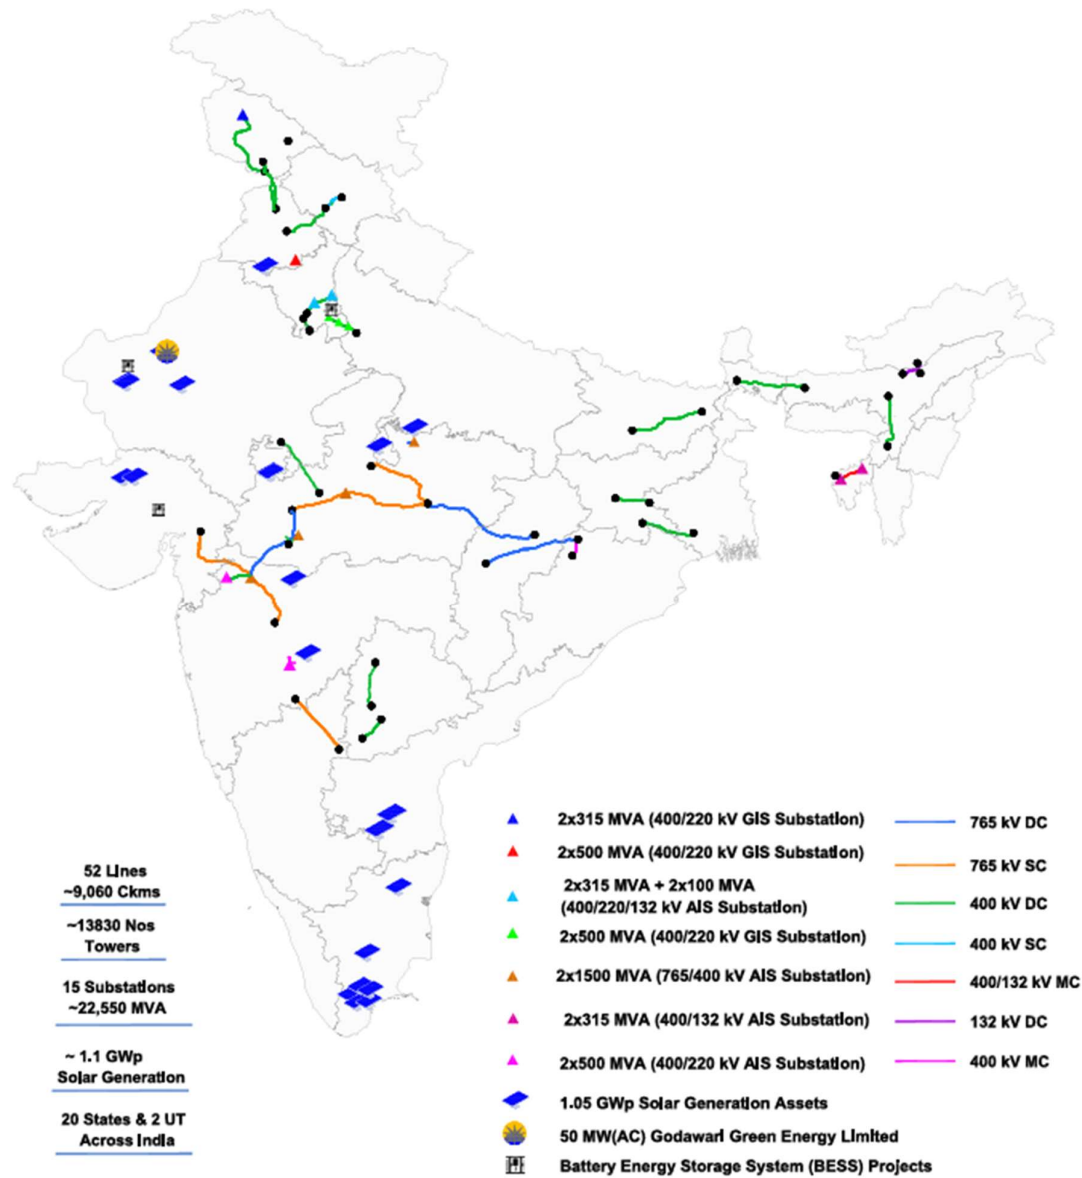 52 Lines
~9,060 Ckms
~13830 Nos
Towers
15 Substations
~22,550 MVA
~ 1.1 GWp
Solar Generation
20 States & 2 UT
Across India
2x315 MVA (400/220 kV GIS Substation)
2x500 MVA (400/220 kV GIS Substation)
2x315 MVA + 2x100 MVA
(400/220/132 kV AIS Substation)
2x500 MVA (400/220 kV GIS Substation)
2x1500 MVA (765/400 kV AIS Substation)
2x315 MVA (400/132 kV AIS Substation)
2x500 MVA (400/220 kV AIS Substation)
1.05 GWp Solar Generation Assets
50 MW(AC) Godawari Green Energy Limited
Battery Energy Storage System (BESS) Projects
765 kV DC
765 kV SC
400 kV DC
400 kV SC
400/132 kV MC
132 kV DC
400 kV MC